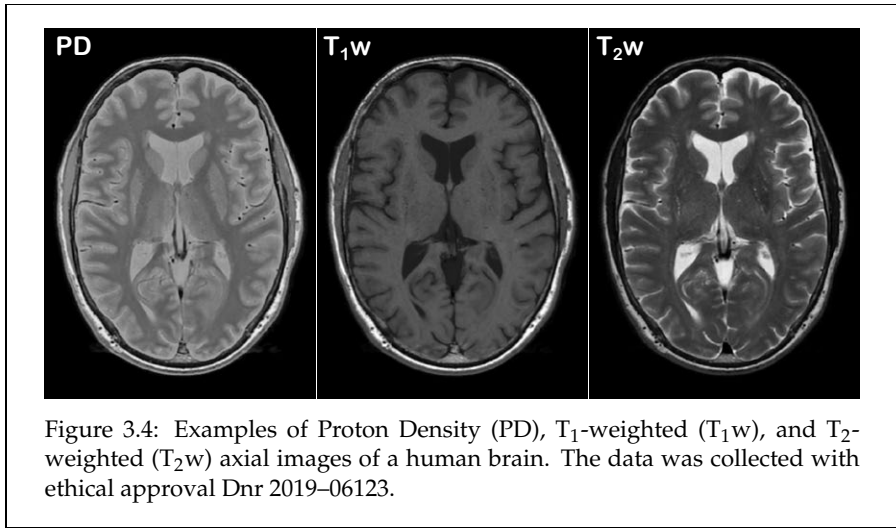 PD T₁w T₂w
Figure 3.4: Examples of Proton Density (PD), T₁-weighted (T₁w), and T₂-
weighted (T₂w) axial images of a human brain. The data was collected with
ethical approval Dnr 2019–06123.